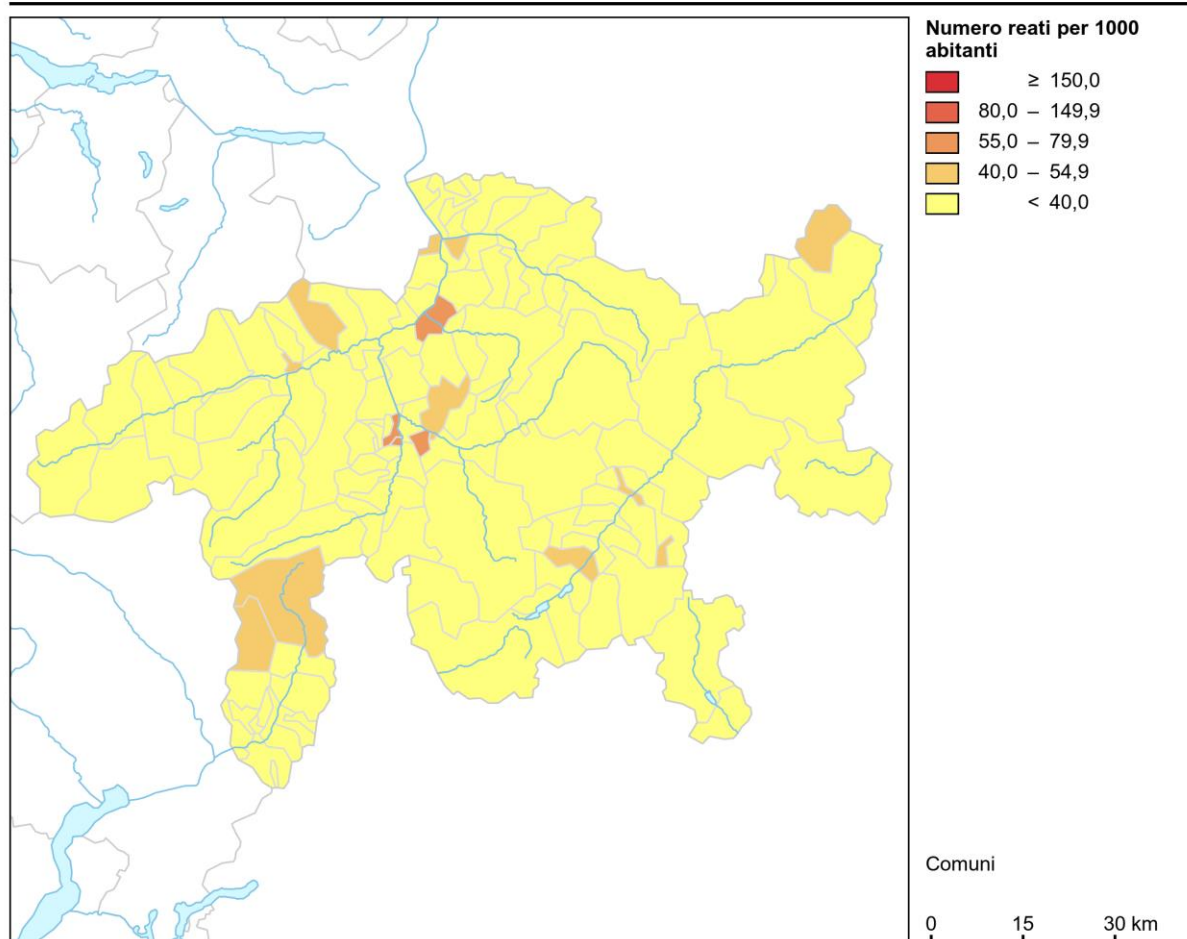 Numero reati per 1000
abitanti
≥ 150,0
80,0 – 149,9
55,0 – 79,9
40,0 – 54,9
< 40,0
Comuni
0 15 30 km